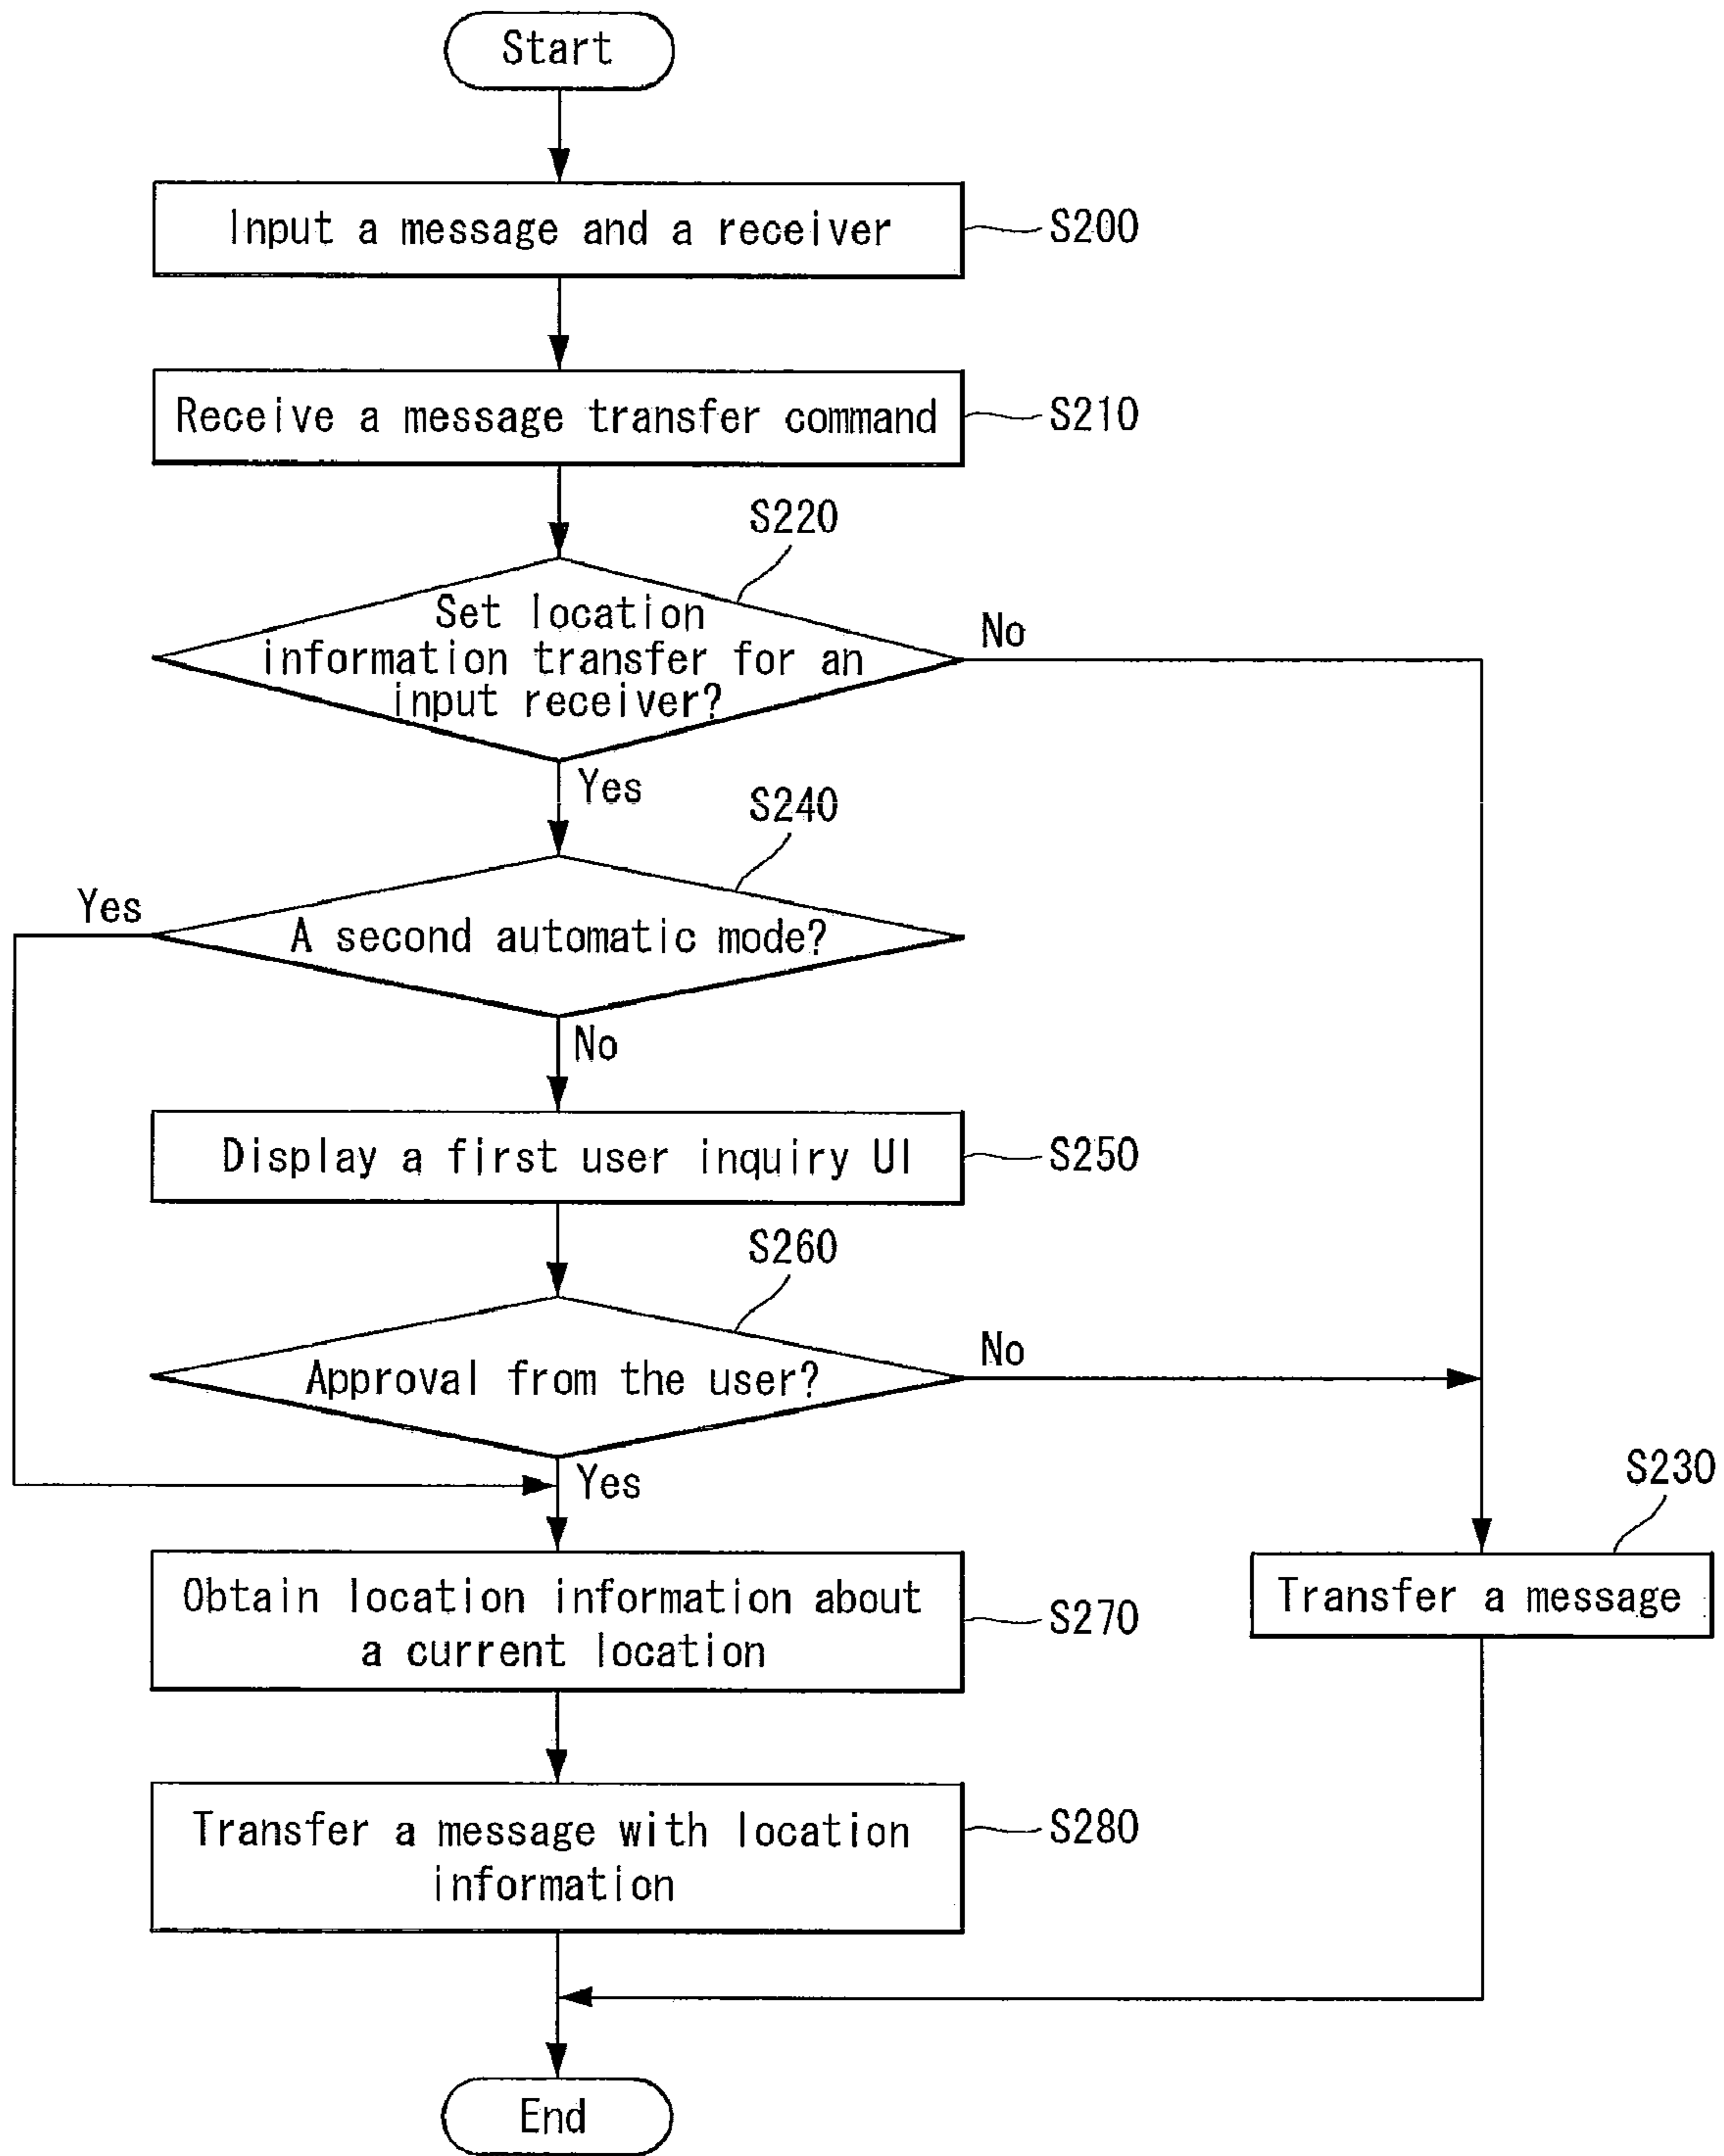 Start
Input a message and a receiver
S200
Receive a message transfer command
S210
S220
Set location
information transfer for an
input receiver?
No
Yes
S240
Yes
A second automatic mode?
No
Display a first user inquiry UI
S250
S260
Approval from the user?
No
Yes
S230
Obtain location information about
a current location
S270
Transfer a message
Transfer a message with location
information
S280
End